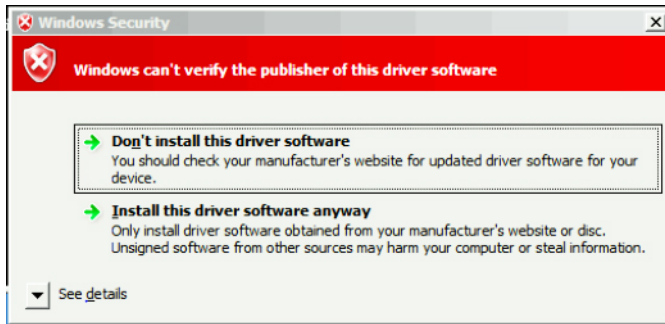 Windows Security
Windows can't verify the publisher of this driver software
Don't install this driver software
You should check your manufacturer's website for updated driver software for your
device.
Install this driver software anyway
Only install driver software obtained from your manufacturer's website or disc.
Unsigned software from other sources may harm your computer or steal information.
See details